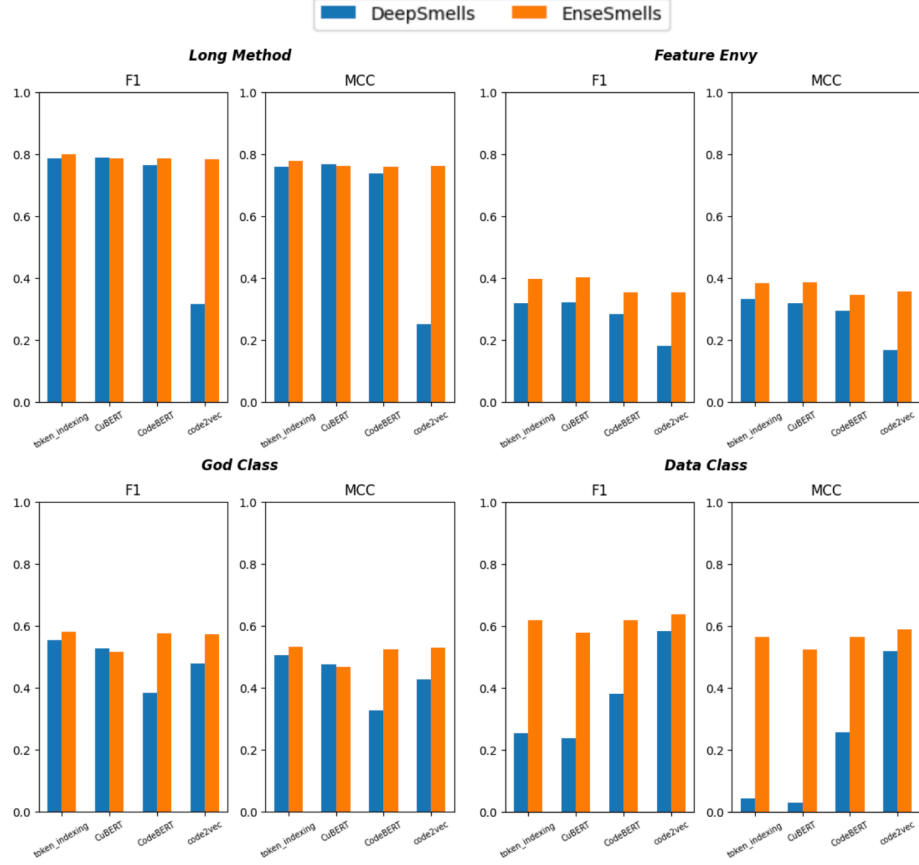 DeepSmells EnseSmells
Long Method Feature Envy
F1 MCC F1 MCC
1.0 1.0 1.0 1.0
0.8 0.8 0.8 0.8
0.6 0.6 0.6 0.6
0.4 0.4 0.4 0.4
0.2 0.2 0.2 0.2
0.0 0.0 0.0 0.0
token_indexing CuBERT CodeBERT code2vec token_indexing CuBERT CodeBERT code2vec token_indexing CuBERT CodeBERT code2vec token_indexing CuBERT CodeBERT code2vec
God Class Data Class
F1 MCC F1 MCC
1.0 1.0 1.0 1.0
0.8 0.8 0.8 0.8
0.6 0.6 0.6 0.6
0.4 0.4 0.4 0.4
0.2 0.2 0.2 0.2
0.0 0.0 0.0 0.0
token_indexing CuBERT CodeBERT code2vec token_indexing CuBERT CodeBERT code2vec token_indexing CuBERT CodeBERT code2vec token_indexing CuBERT CodeBERT code2vec